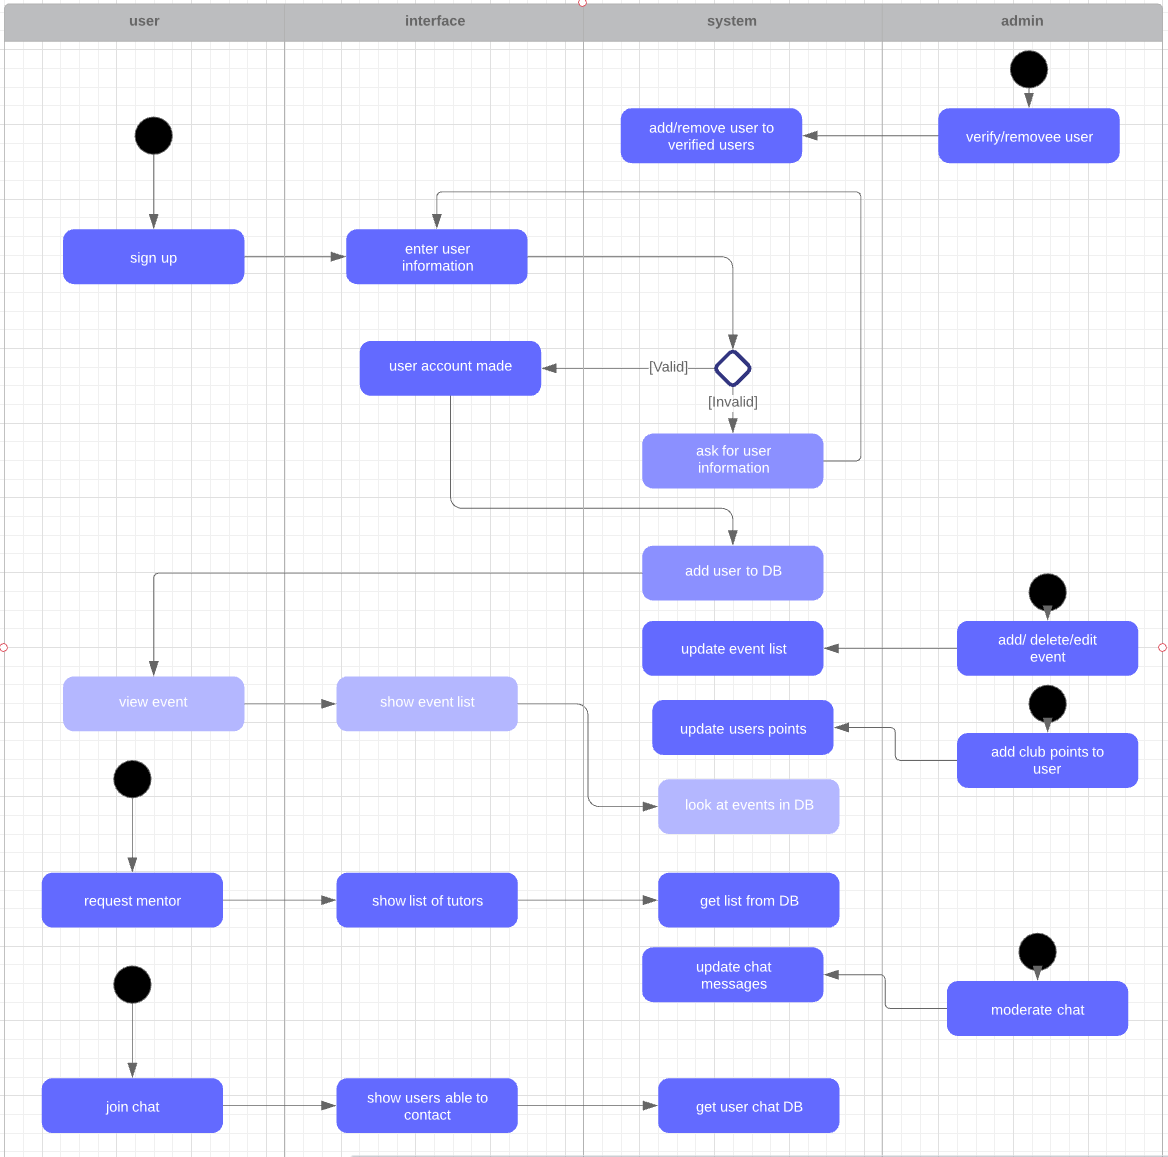 user
interface
system
admin
add/remove user to
verified users
verify/removee user
sign up
enter user
information
user account made
[Valid]
[Invalid]
ask for user
information
add user to DB
update event list
add/ delete/edit
event
view event
show event list
update users points
add club points to
user
look at events in DB
request mentor
show list of tutors
get list from DB
update chat
messages
moderate chat
join chat
show users able to
contact
get user chat DB